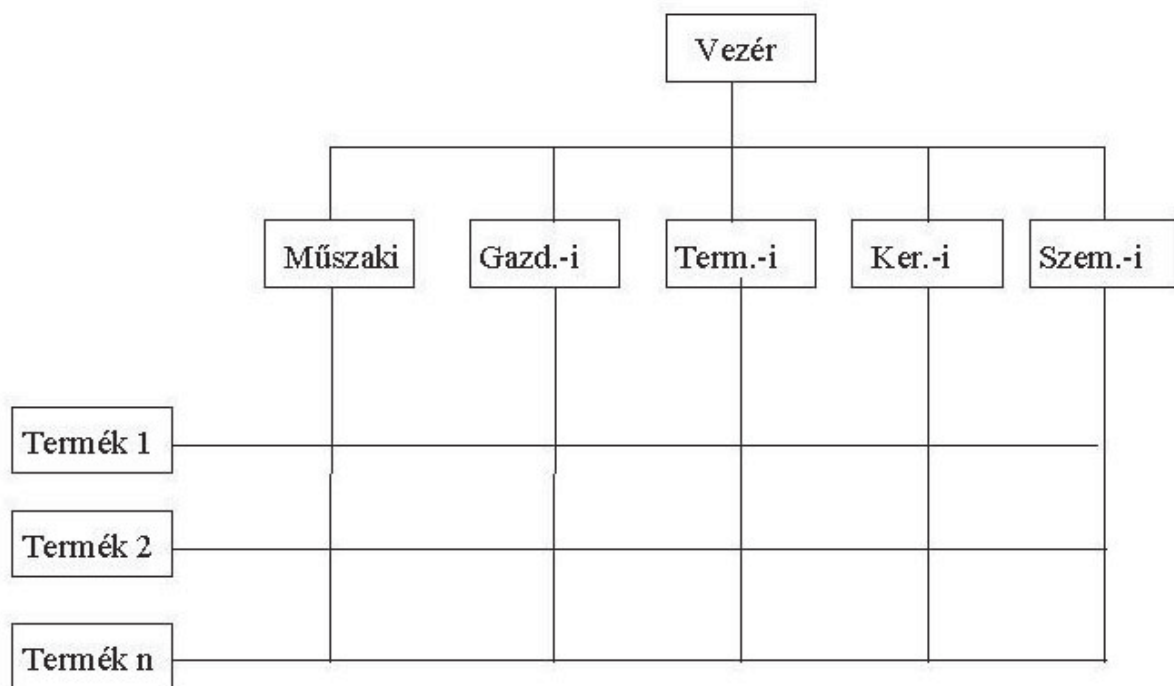 Vezér
Műszaki
Gazd.-i
Term.-i
Ker.-i
Szem.-i
Termék 1
Termék 2
Termék n